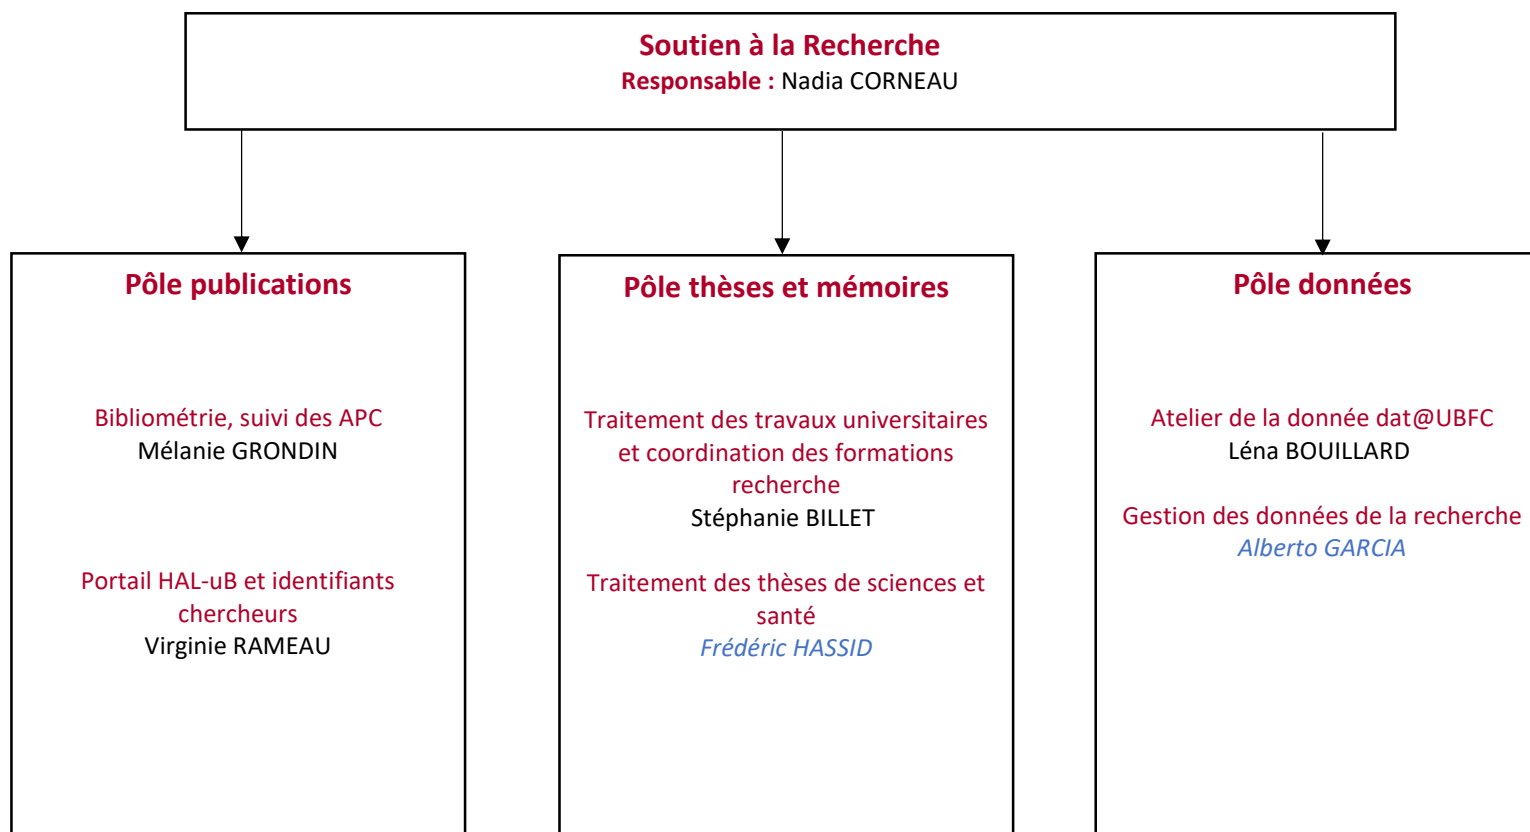 Soutien à la Recherche
Responsable : Nadia CORNEAU
Pôle publications
Bibliométrie, suivi des APC
Mélanie GRONDIN
Portail HAL-uB et identifiants
chercheurs
Virginie RAMEAU
Pôle thèses et mémoires
Traitement des travaux universitaires
et coordination des formations
recherche
Stéphanie BILLET
Traitement des thèses de sciences et
santé
Frédéric HASSID
Pôle données
Atelier de la donnée dat@UBFC
Léna BOUILLARD
Gestion des données de la recherche
Alberto GARCIA